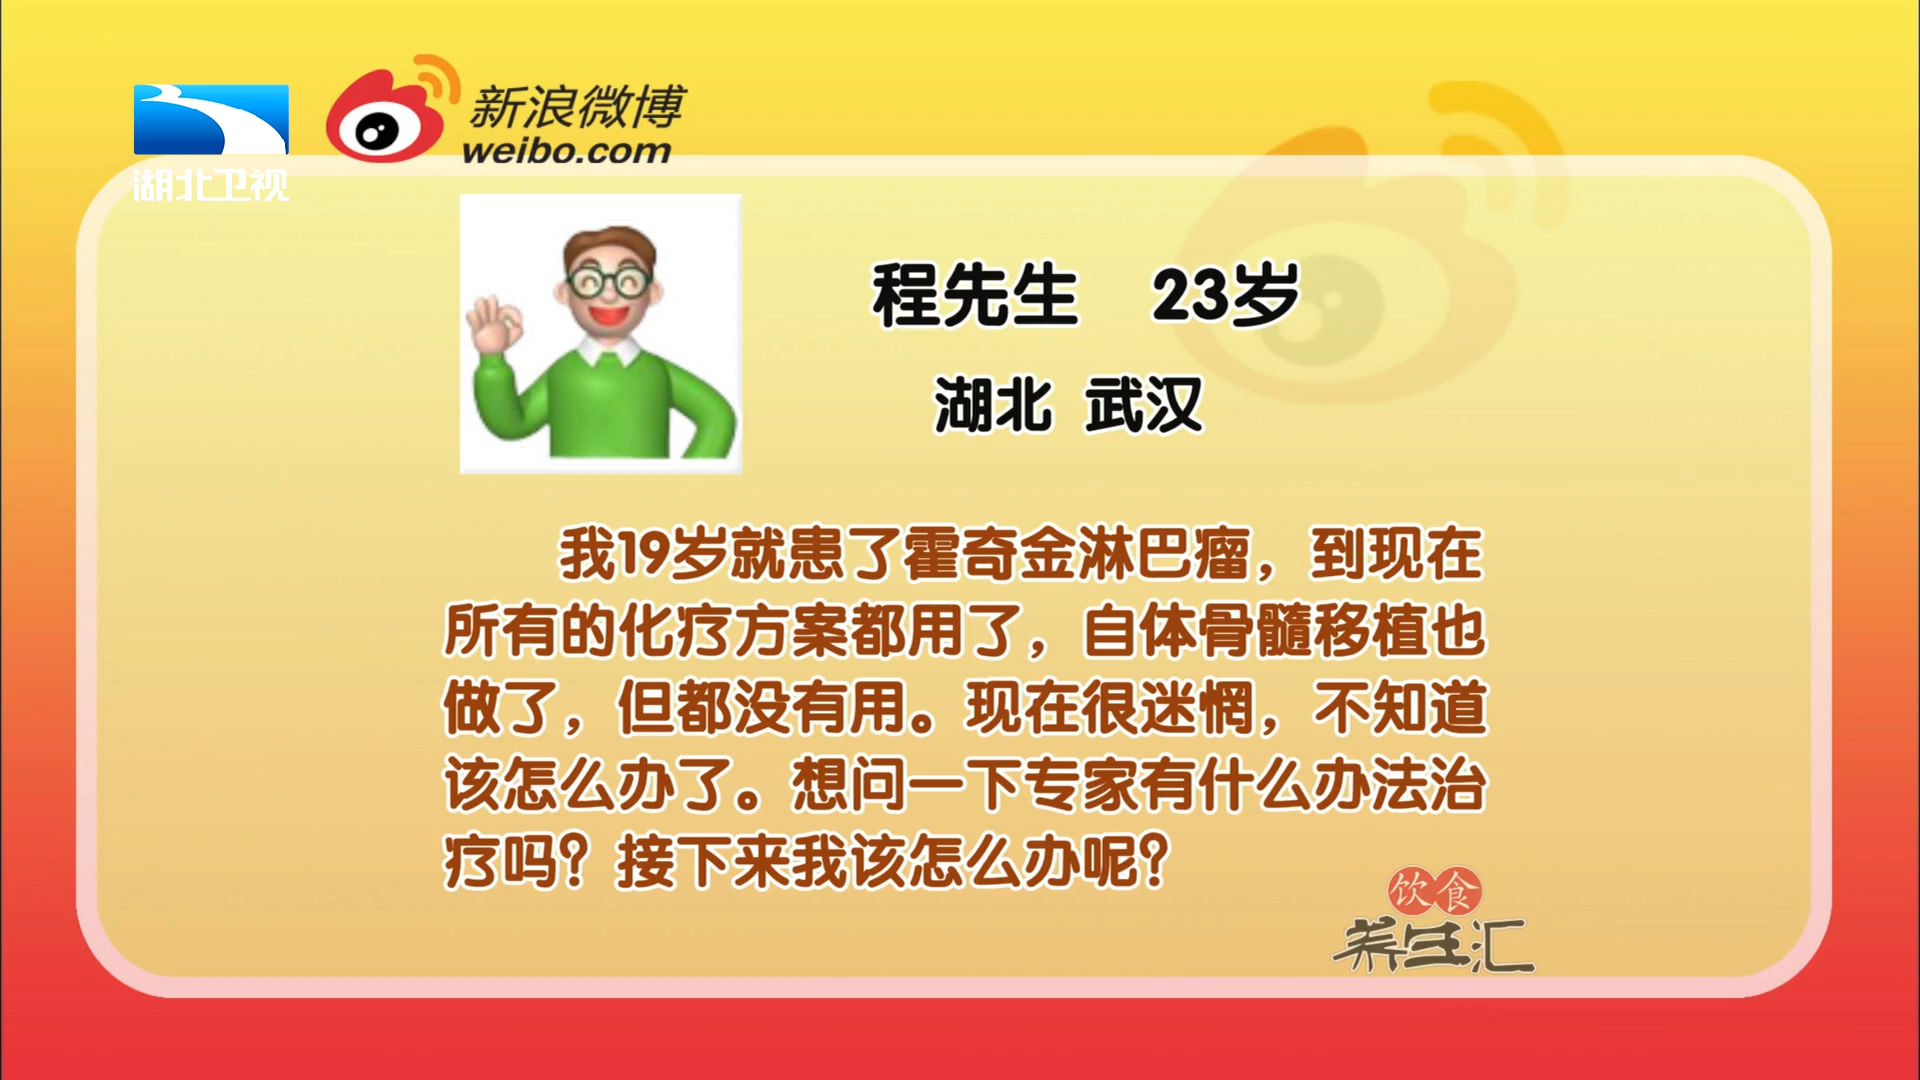 新浪微博
weibo.com
湖北卫视
程先生 23岁
湖北 武汉
我19岁就患了霍奇金淋巴瘤，到现在
所有的化疗方案都用了，自体骨髓移植也
做了，但都没有用。现在很迷惘，不知道
该怎么办了。想问一下专家有什么办法治
疗吗？接下来我该怎么办呢？
饮食
养生汇